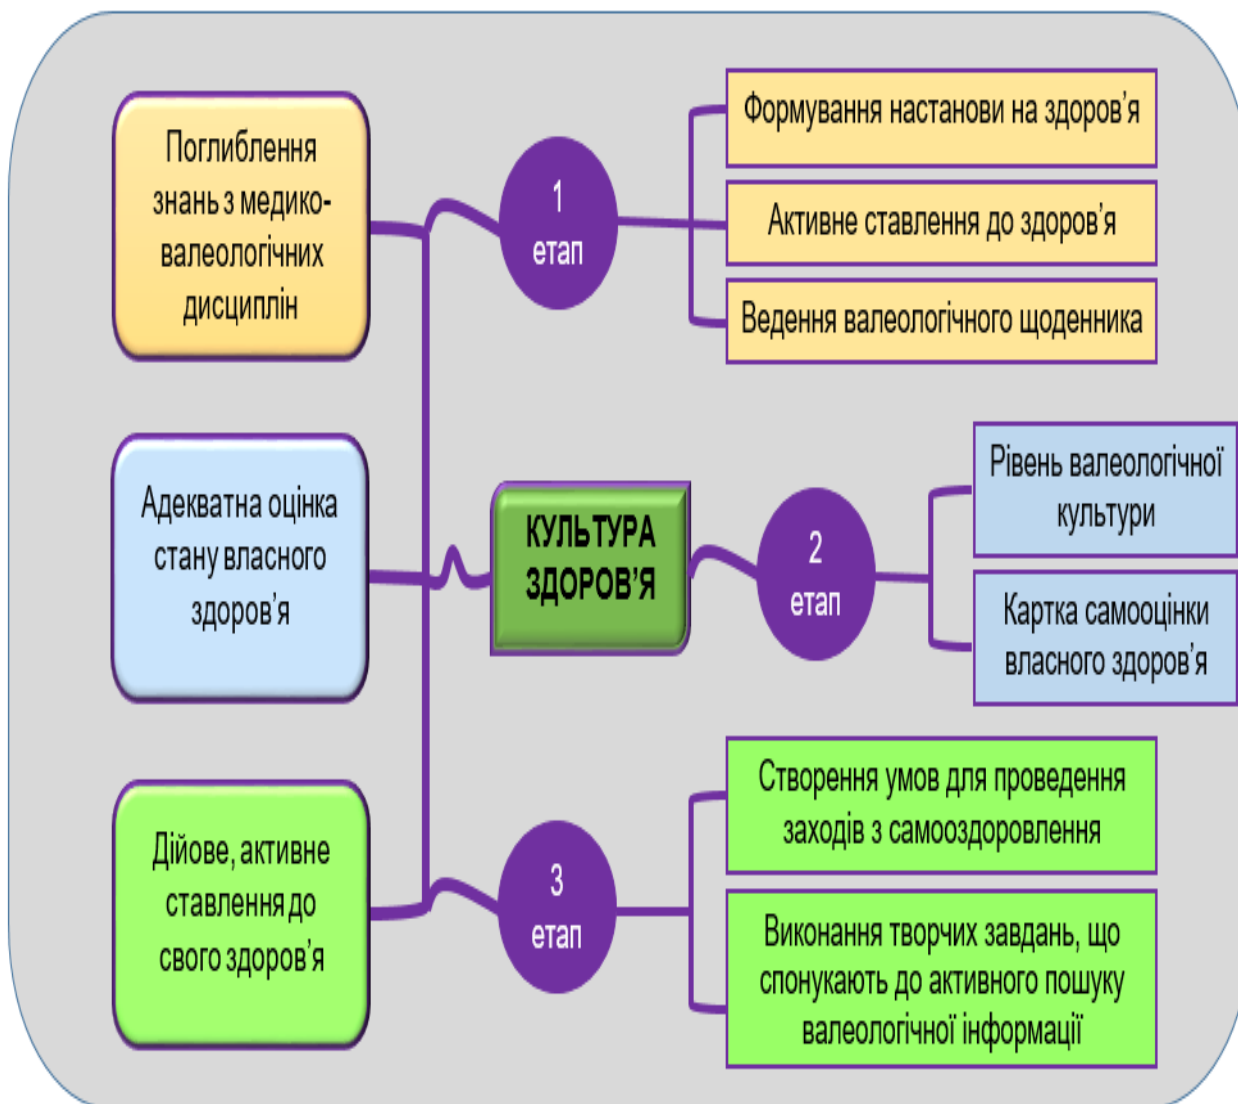 Поглиблення
знань з медико-
валеологічних
дисциплін
1
етап
Формування настанови на здоров’я
Активне ставлення до здоров’я
Ведення валеологічного щоденника
Адекватна оцінка
стану власного
здоров’я
КУЛЬТУРА
ЗДОРОВ’Я
2
етап
Рівень валеологічної
культури
Картка самооцінки
власного здоров’я
Дійове, активне
ставлення до
свого здоров’я
3
етап
Створення умов для проведення
заходів з самооздоровлення
Виконання творчих завдань, що
спонукають до активного пошуку
валеологічної інформації